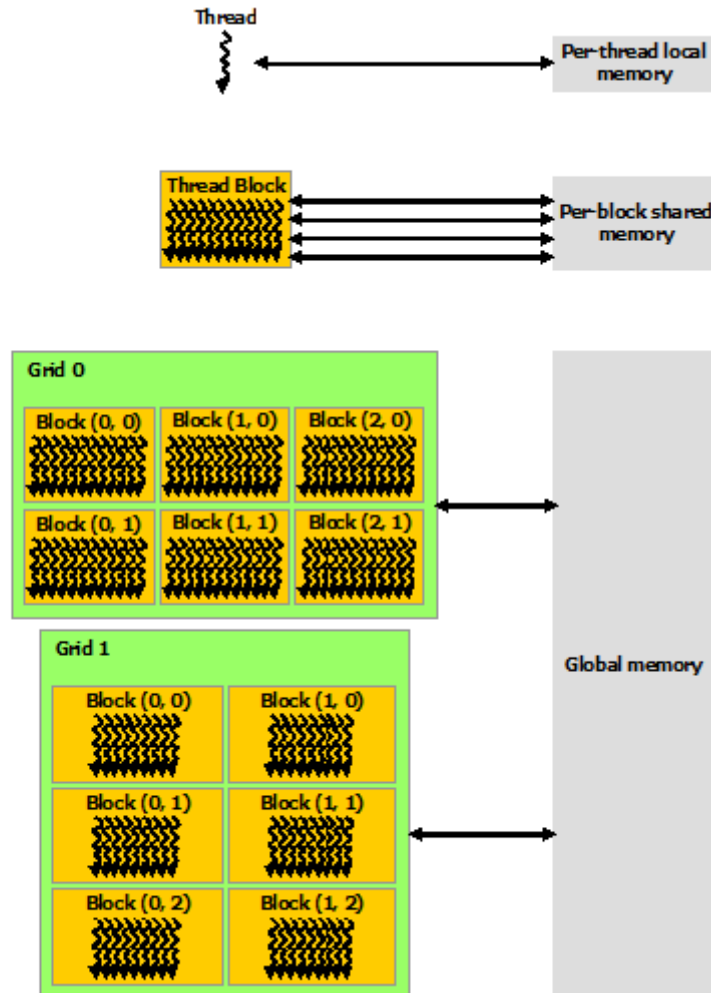 Thread
Per-thread local
memory
Thread Block
Per-block shared
memory
Grid 0
Block (0, 0)
Block (1, 0)
Block (2, 0)
Block (0, 1)
Block (1, 1)
Block (2, 1)
Grid 1
Global memory
Block (0, 0)
Block (1, 0)
Block (0, 1)
Block (1, 1)
Block (0, 2)
Block (1, 2)